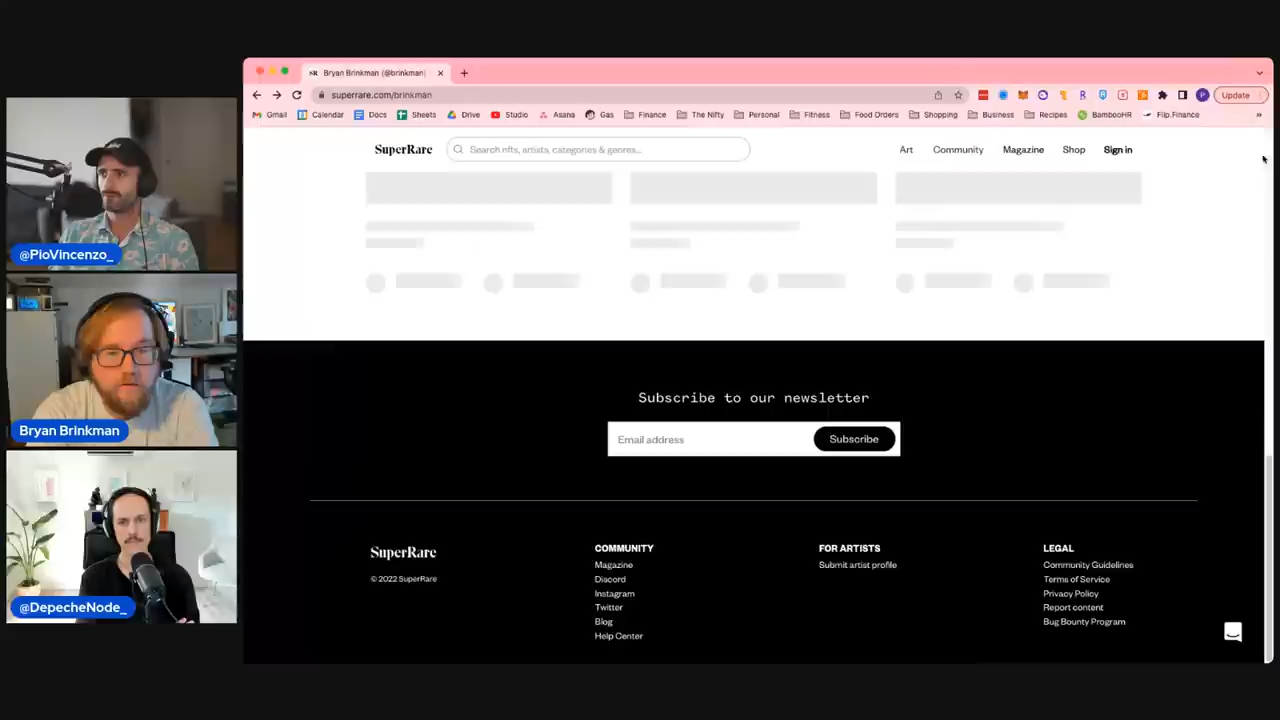 @PioVincenzo_
Bryan Brinkman
@DepecheNode_
SR Bryan Brinkman (@brinkman)
superrare.com/brinkman
Update
Gmail Calendar Docs Sheets Drive Studio Asana Gas Finance The Nifty Personal Fitness Food Orders Shopping Business Recipes BambooHR Flip.Finance »
SuperRare Search nfts, artists, categories & genres... Art Community Magazine Shop Sign in
Subscribe to our newsletter
Email address Subscribe
SuperRare
© 2022 SuperRare
COMMUNITY
Magazine
Discord
Instagram
Twitter
Blog
Help Center
FOR ARTISTS
Submit artist profile
LEGAL
Community Guidelines
Terms of Service
Privacy Policy
Report content
Bug Bounty Program